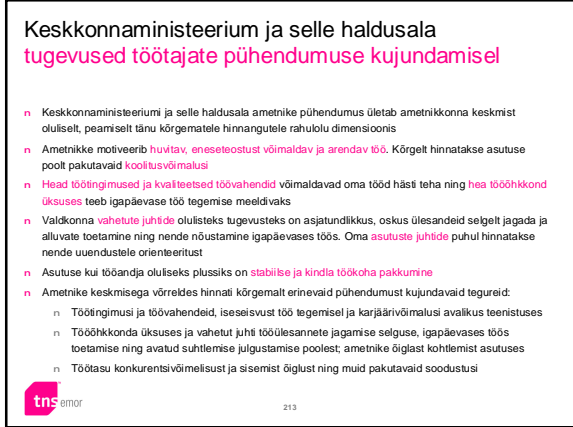 Keskkonnaministeerium ja selle haldusala
tugevused töötajate pühendumuse kujundamisel
n Keskkonnaministeeriumi ja selle haldusala ametnike pühendumus ületab ametnikkonna keskmist
oluliselt, peamiselt tänu kõrgematele hinnangutele rahulolu dimensioonis
n Ametnikke motiveerib huvitav, eneseteostust võimaldav ja arendav töö. Kõrgelt hinnatakse asutuse
poolt pakutavaid koolitusvõimalusi
n Head töötingimused ja kvaliteetsed töövahendid võimaldavad oma tööd hästi teha ning hea tööõhkkond
üksuses teeb igapäevase töö tegemise meeldivaks
n Valdkonna vahetute juhtide olulisteks tugevusteks on asjatundlikkus, oskus ülesandeid selgelt jagada ja
alluvate toetamine ning nende nõustamine igapäevases töös. Oma asutuste juhtide puhul hinnatakse
nende uuendustele orienteeritust
n Asutuse kui tööandja oluliseks plussiks on stabiilse ja kindla töökoha pakkumine
n Ametnike keskmisega võrreldes hinnati kõrgemalt erinevaid pühendumust kujundavaid tegureid:
n Töötingimusi ja töövahendeid, iseseisvust töö tegemisel ja karjäärivõimalusi avalikus teenistuses
n Tööõhkkonda üksuses ja vahetut juhti tööülesannete jagamise selguse, igapäevases töös
toetamise ning avatud suhtlemise julgustamise poolest; ametnike õiglast kohtlemist asutuses
n Töötasu konkurentsivõimelisust ja sisemist õiglust ning muid pakutavaid soodustusi
tns emor
213